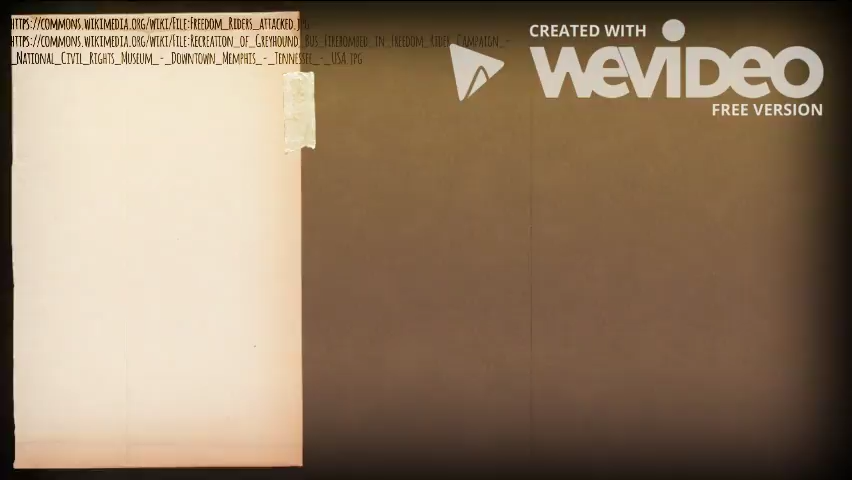 https://commons.wikimedia.org/wiki/File:Freedom_Riders_attacked.jpg
https://commons.wikimedia.org/wiki/File:Recreation_of_Greyhound_Bus_Firebombed_in_Freedom_Rides_Campaign_-
_National_Civil_Rights_Museum_-_Downtown_Memphis_-_Tennessee_-_USA.jpg
CREATED WITH
WEVIDEO
FREE VERSION